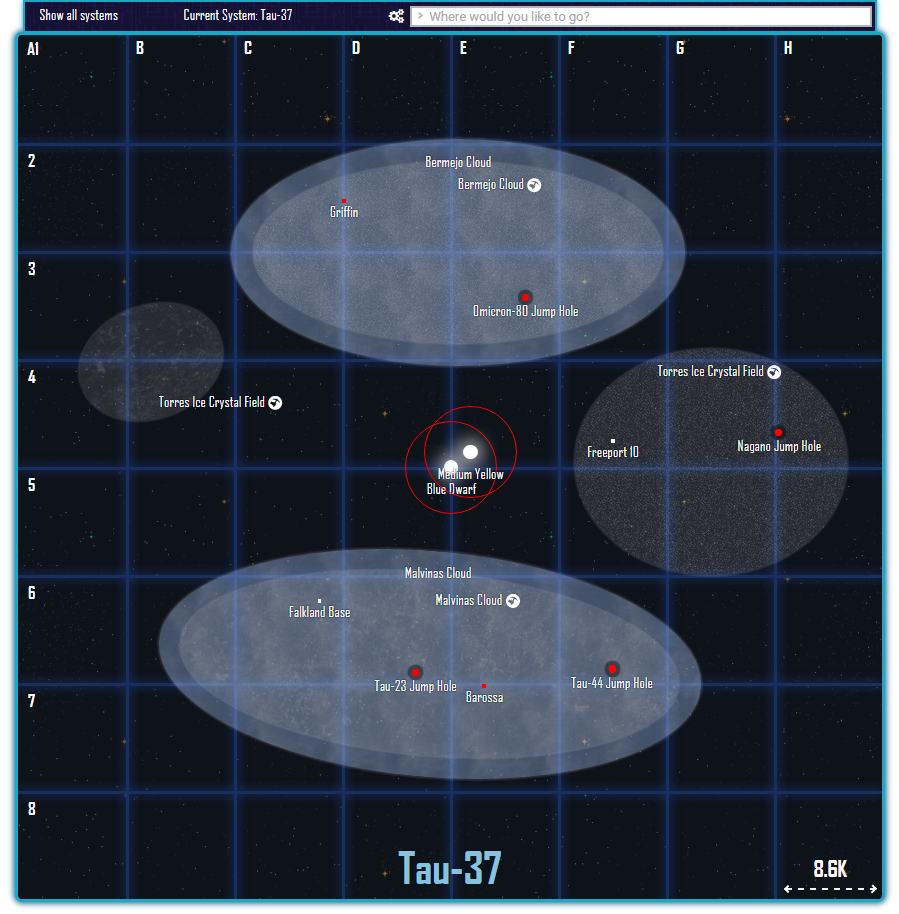 Show all systems
Current System: Tau-37
> Where would you like to go?
A1 B C D E F G H
2
Bermejo Cloud
Bermejo Cloud
Griffin
3
Omicron-80 Jump Hole
4
Torres Ice Crystal Field
Torres Ice Crystal Field
Freeport 10
Nagano Jump Hole
Medium Yellow
5
Blue Dwarf
Malvinas Cloud
6
Malvinas Cloud
Falkland Base
Tau-23 Jump Hole
Tau-44 Jump Hole
7
Barossa
8
Tau-37
8.6K